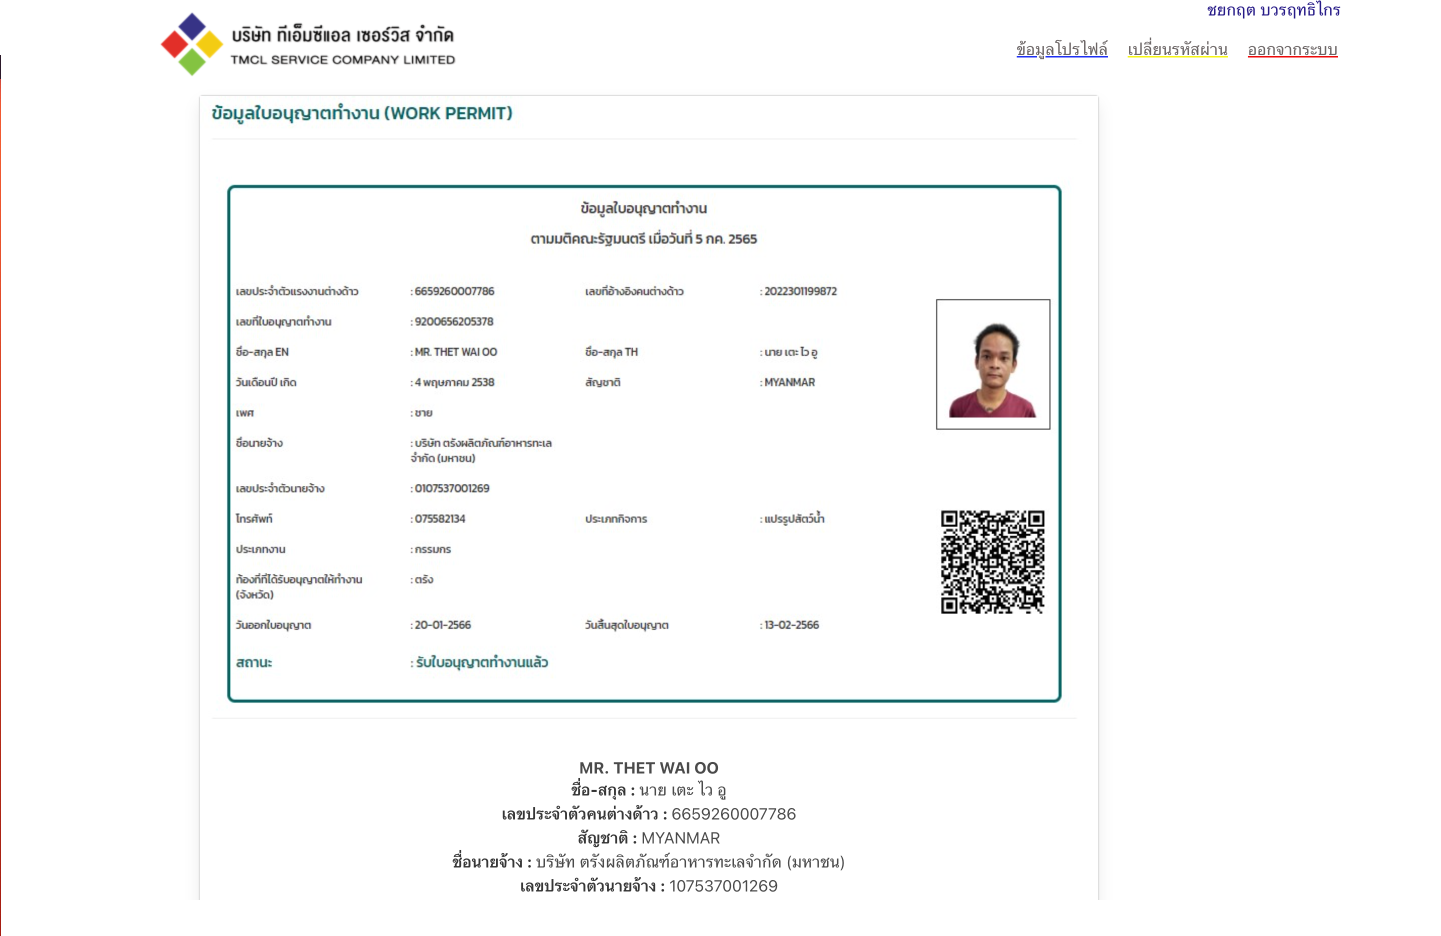 ชยกฤต บวรฤทธิไกร
บริษัท ทีเอ็มซีแอล เซอร์วิส จำกัด
TMCL SERVICE COMPANY LIMITED
ข้อมูลโปรไฟล์ เปลี่ยนรหัสผ่าน ออกจากระบบ
ข้อมูลใบอนุญาตทำงาน (WORK PERMIT)
ข้อมูลใบอนุญาตทำงาน
ตามมติคณะรัฐมนตรี เมื่อวันที่ 5 กค. 2565
เลขประจำตัวแรงงานต่างด้าว : 6659260007786 เลขที่อ้างอิงคนต่างด้าว : 2022301199872
เลขที่ใบอนุญาตทำงาน : 9200656205378
ชื่อ-สกุล EN : MR. THET WAI OO ชื่อ-สกุล TH : นาย เตะ ไว อู
วันเดือนปี เกิด : 4 พฤษภาคม 2538 สัญชาติ : MYANMAR
เพศ : ชาย
ชื่อนายจ้าง : บริษัท ตรังผลิตภัณฑ์อาหารทะเล
จำกัด (มหาชน)
เลขประจำตัวนายจ้าง : 0107537001269
โทรศัพท์ : 075582134 ประเภทกิจการ : แปรรูปสัตว์น้ำ
ประเภทงาน : กรรมกร
ท้องที่ที่ได้รับอนุญาตให้ทำงาน : ตรัง
(จังหวัด)
วันออกใบอนุญาต : 20-01-2566 วันสิ้นสุดใบอนุญาต : 13-02-2566
สถานะ : รับใบอนุญาตทำงานแล้ว
MR. THET WAI OO
ชื่อ-สกุล : นาย เตะ ไว อู
เลขประจำตัวคนต่างด้าว : 6659260007786
สัญชาติ : MYANMAR
ชื่อนายจ้าง : บริษัท ตรังผลิตภัณฑ์อาหารทะเลจำกัด (มหาชน)
เลขประจำตัวนายจ้าง : 107537001269